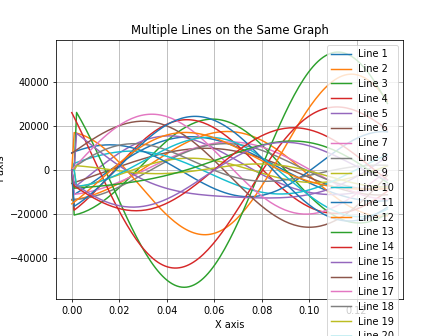 Multiple Lines on the Same Graph
40000
20000
0
−20000
−40000
axis
0.00
0.02
0.04
0.06
0.08
0.10
X axis
Line 1
Line 2
Line 3
Line 4
Line 5
Line 6
Line 7
Line 8
Line 9
Line 10
Line 11
Line 12
Line 13
Line 14
Line 15
Line 16
Line 17
Line 18
Line 19
Line 20